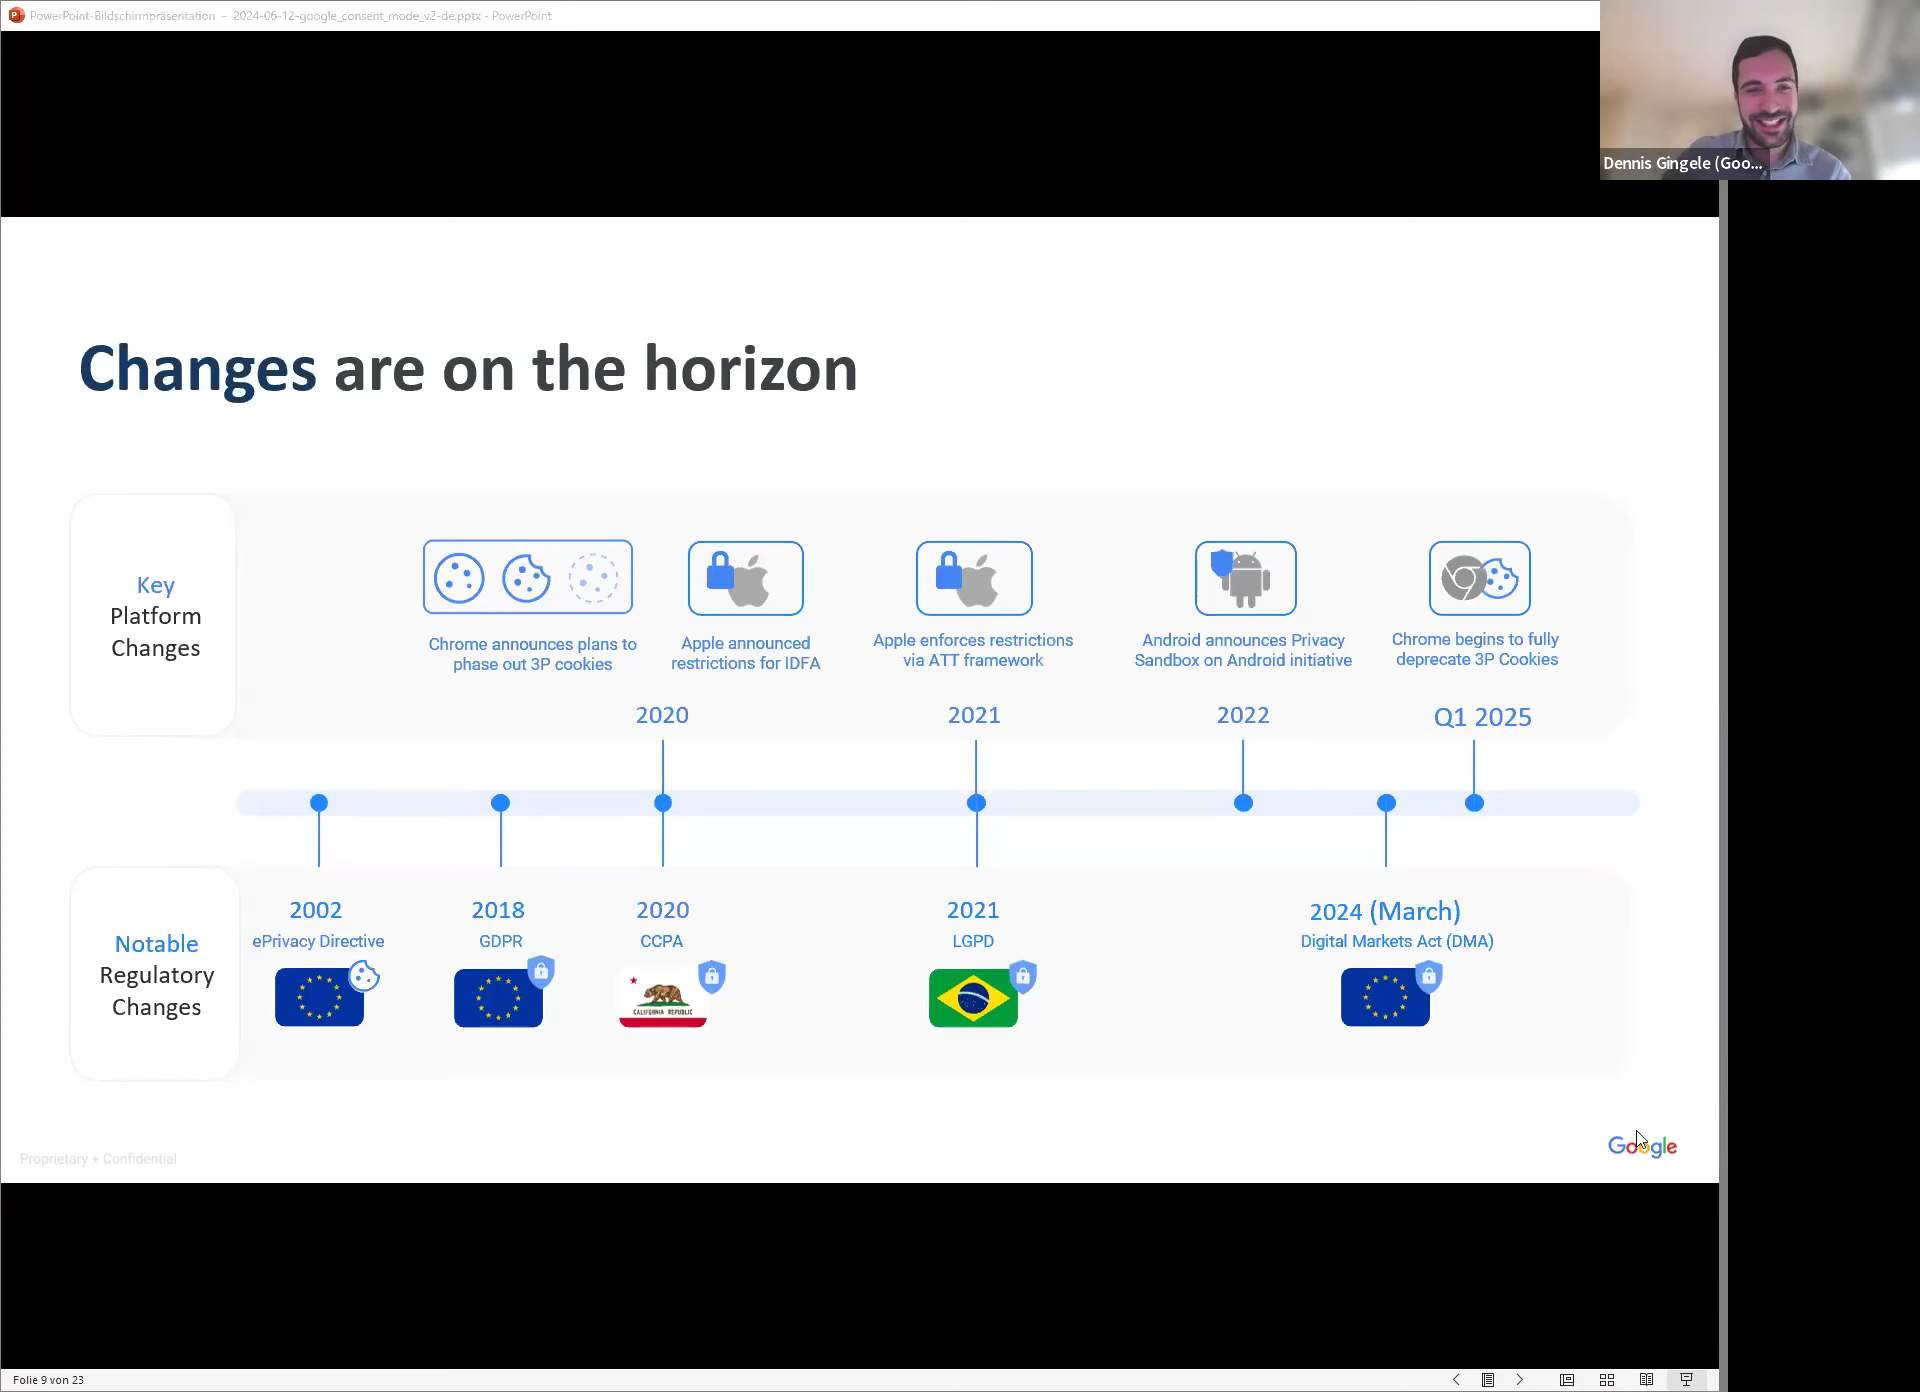 PowerPoint-Bildschirmpräsentation - 2024-06-12-google_consent_mode_v2-de.pptx - PowerPoint
Dennis Gingele (Goo...
Changes are on the horizon
Key
Platform
Changes
Chrome announces plans to
phase out 3P cookies
Apple announced
restrictions for IDFA
Apple enforces restrictions
via ATT framework
Android announces Privacy
Sandbox on Android initiative
Chrome begins to fully
deprecate 3P Cookies
2020
2021
2022
Q1 2025
Notable
Regulatory
Changes
2002
ePrivacy Directive
2018
GDPR
2020
CCPA
CALIFORNIA REPUBLIC
2021
LGPD
2024 (March)
Digital Markets Act (DMA)
Proprietary + Confidential
Google
Folie 9 von 23